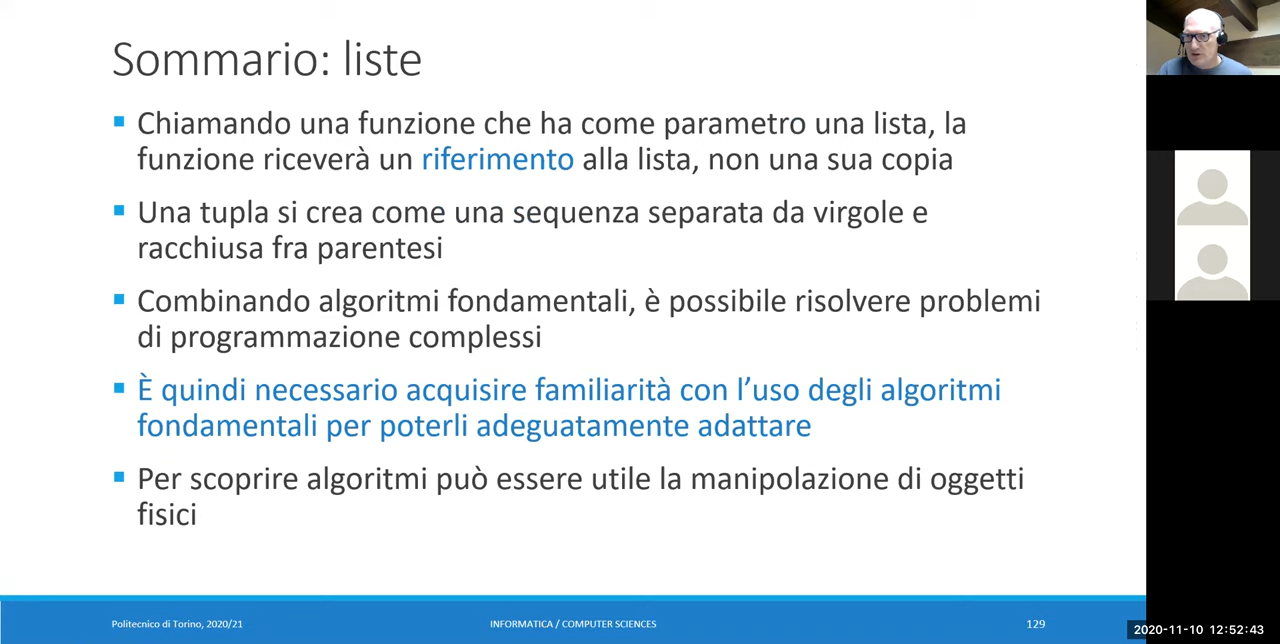 Sommario: liste
Chiamando una funzione che ha come parametro una lista, la
funzione riceverà un riferimento alla lista, non una sua copia
Una tupla si crea come una sequenza separata da virgole e
racchiusa fra parentesi
Combinando algoritmi fondamentali, è possibile risolvere problemi
di programmazione complessi
È quindi necessario acquisire familiarità con l’uso degli algoritmi
fondamentali per poterli adeguatamente adattare
Per scoprire algoritmi può essere utile la manipolazione di oggetti
fisici
Politecnico di Torino, 2020/21
INFORMATICA / COMPUTER SCIENCES
129
2020-11-10 12:52:43